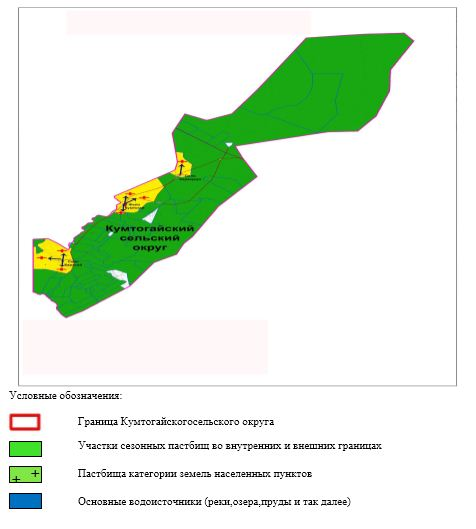 Кумтогайский
сельский
округ
Условные обозначения:
Граница Кумтогайскогосельского округа
Участки сезонных пастбищ во внутренних и внешних границах
Пастбища категории земель населенных пунктов
Основные водоисточники (реки,озера,пруды и так далее)